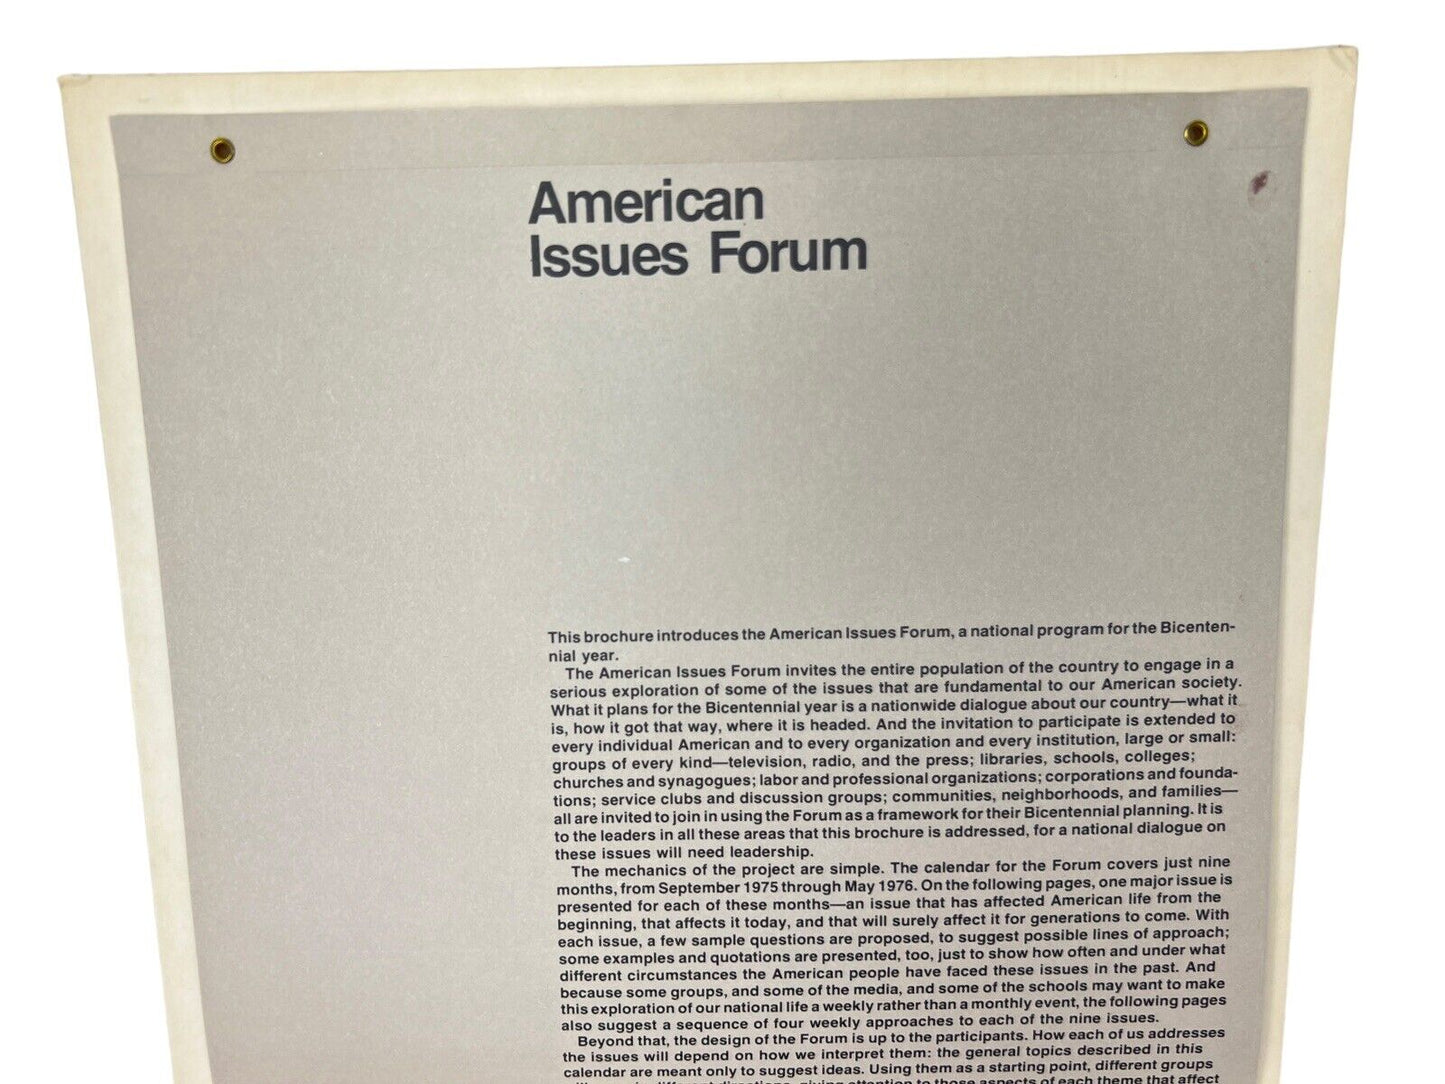 American
Issues Forum
This brochure introduces the American Issues Forum, a national program for the Bicenten-
nial year.
The American Issues Forum invites the entire population of the country to engage in a
serious exploration of some of the issues that are fundamental to our American society.
What it plans for the Bicentennial year is a nationwide dialogue about our country—what it
is, how it got that way, where it is headed. And the invitation to participate is extended to
every individual American and to every organization and every institution, large or small:
groups of every kind—television, radio, and the press; libraries, schools, colleges;
churches and synagogues; labor and professional organizations; corporations and founda-
tions; service clubs and discussion groups; communities, neighborhoods, and families—
all are invited to join in using the Forum as a framework for their Bicentennial planning. It is
to the leaders in all these areas that this brochure is addressed, for a national dialogue on
these issues will need leadership.
The mechanics of the project are simple. The calendar for the Forum covers just nine
months, from September 1975 through May 1976. On the following pages, one major issue is
presented for each of these months—an issue that has affected American life from the
beginning, that affects it today, and that will surely affect it for generations to come. With
each issue, a few sample questions are proposed, to suggest possible lines of approach;
some examples and quotations are presented, too, just to show how often and under what
different circumstances the American people have faced these issues in the past. And
because some groups, and some of the media, and some of the schools may want to make
this exploration of our national life a weekly rather than a monthly event, the following pages
also suggest a sequence of four weekly approaches to each of the nine issues.
Beyond that, the design of the Forum is up to the participants. How each of us addresses
the issues will depend on how we interpret them: the general topics described in this
calendar are meant only to suggest ideas. Using them as a starting point, different groups
different directions, giving attention to those aspects of each theme that affect